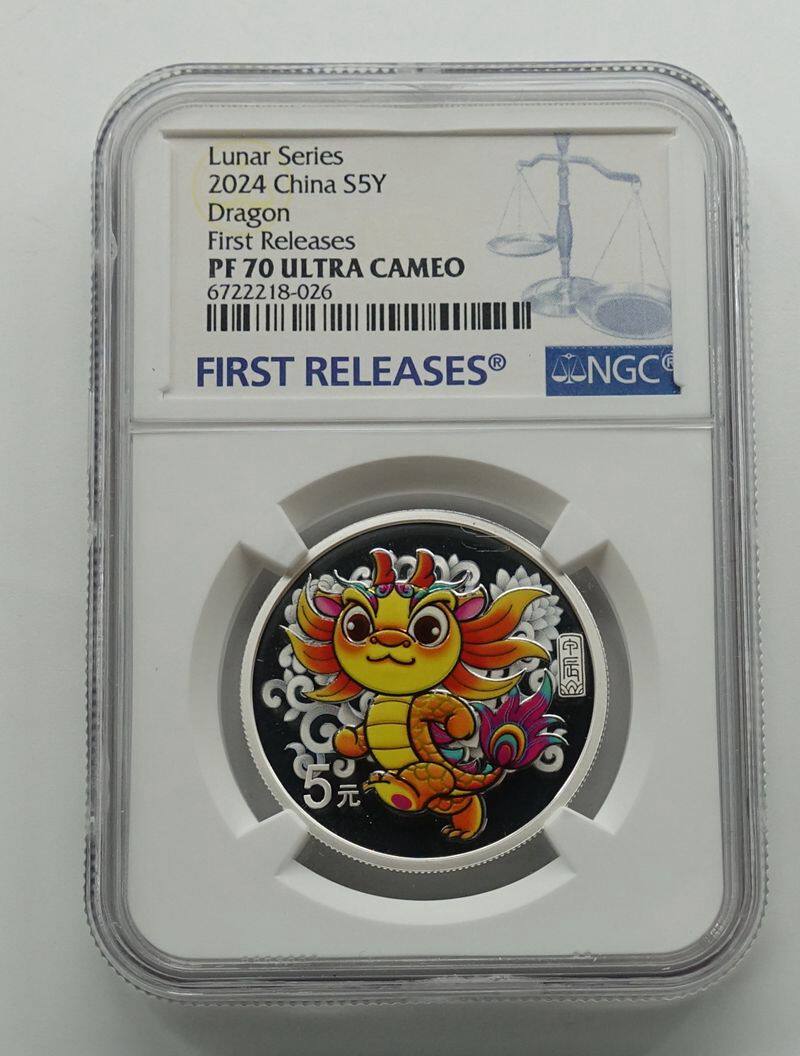 Lunar Series
2024 China S5Y
Dragon
First Releases
PF 70 ULTRA CAMEO
6722218-026
FIRST RELEASES®
NGC®
甲辰
5元